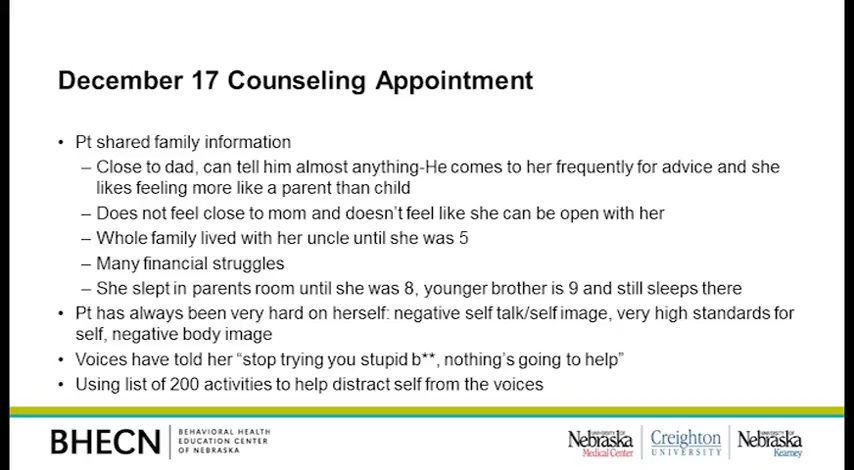 December 17 Counseling Appointment
• Pt shared family information
– Close to dad, can tell him almost anything-He comes to her frequently for advice and she
likes feeling more like a parent than child
– Does not feel close to mom and doesn't feel like she can be open with her
– Whole family lived with her uncle until she was 5
– Many financial struggles
– She slept in parents room until she was 8, younger brother is 9 and still sleeps there
• Pt has always been very hard on herself: negative self talk/self image, very high standards for
self, negative body image
• Voices have told her “stop trying you stupid b**, nothing's going to help”
• Using list of 200 activities to help distract self from the voices
BHECN
BEHAVIORAL HEALTH
EDUCATION CENTER
OF NEBRASKA
UNIVERSITY OF
Nebraska
Medical Center
Creighton
UNIVERSITY
UNIVERSITY OF
Nebraska
Kearney